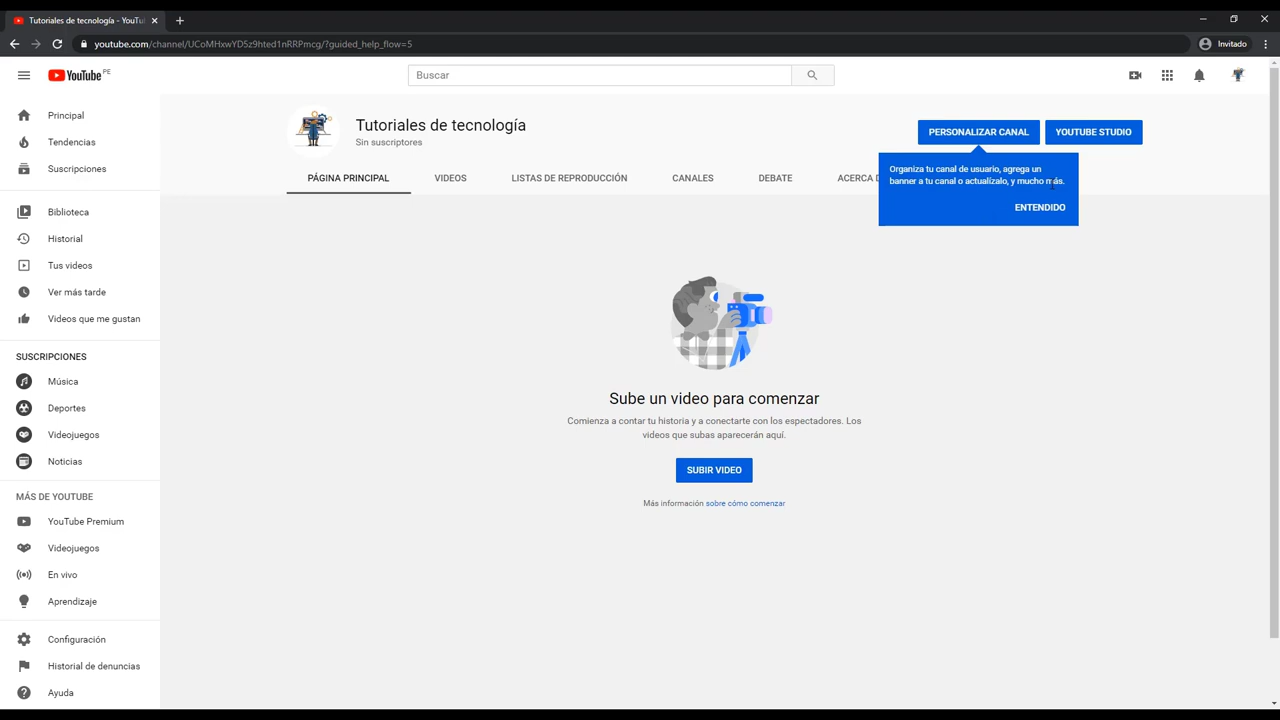 Tutoriales de tecnología - YouTu
youtube.com/channel/UCoMHxwYD5z9hted1nRRPmcg/?guided_help_flow=5
Invitado
YouTube PE
Buscar
Principal
Tendencias
Suscripciones
Biblioteca
Historial
Tus videos
Ver más tarde
Videos que me gustan
SUSCRIPCIONES
Música
Deportes
Videojuegos
Noticias
MÁS DE YOUTUBE
YouTube Premium
Videojuegos
En vivo
Aprendizaje
Configuración
Historial de denuncias
Ayuda
Tutoriales de tecnología
Sin suscriptores
PERSONALIZAR CANAL
YOUTUBE STUDIO
PÁGINA PRINCIPAL
VIDEOS
LISTAS DE REPRODUCCIÓN
CANALES
DEBATE
ACERCA D
Organiza tu canal de usuario, agrega un
banner a tu canal o actualízalo, y mucho más.
ENTENDIDO
Sube un video para comenzar
Comienza a contar tu historia y a conectarte con los espectadores. Los
videos que subas aparecerán aquí.
SUBIR VIDEO
Más información sobre cómo comenzar